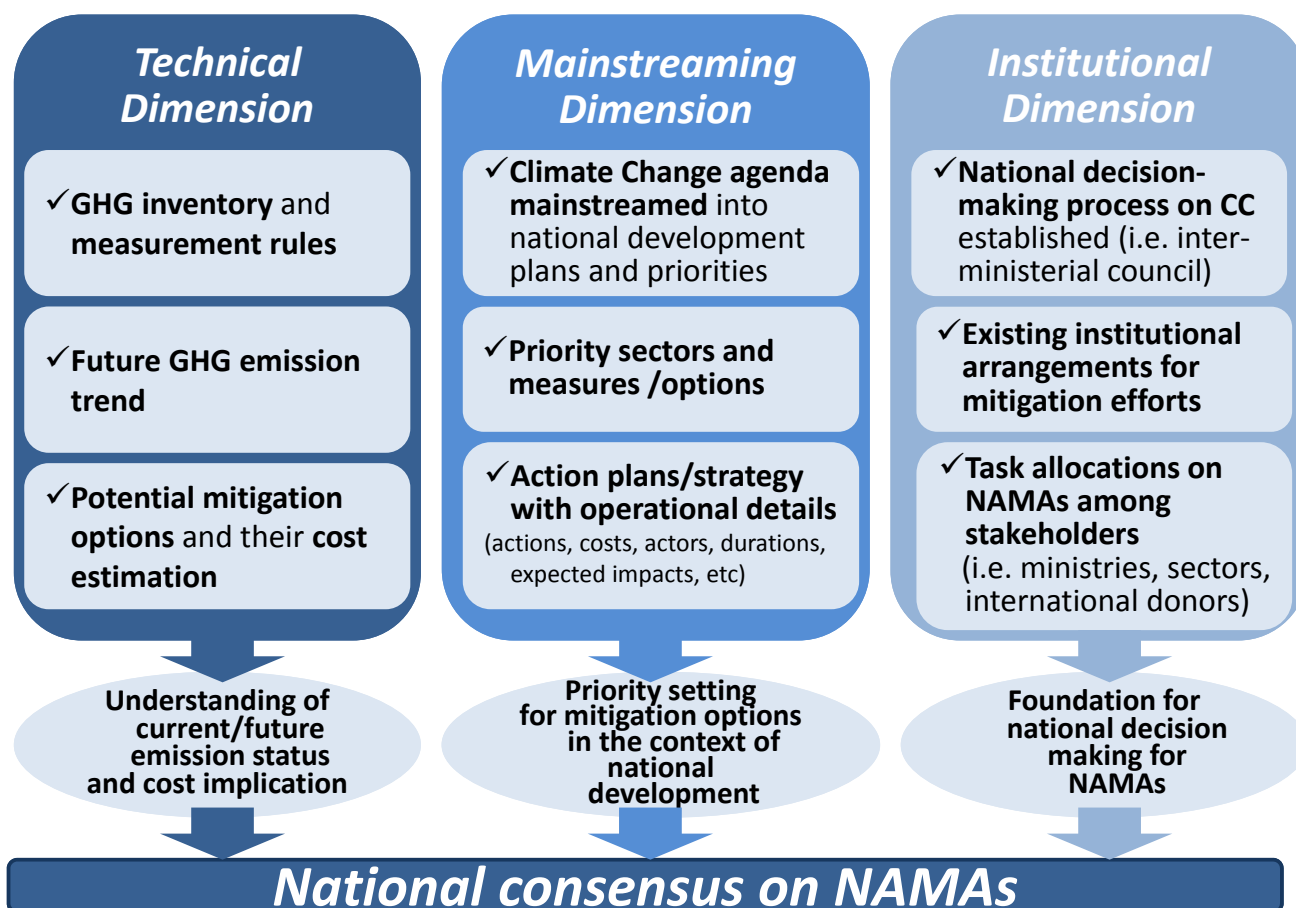 Technical
Dimension
✓GHG inventory and
measurement rules
✓Future GHG emission
trend
✓Potential mitigation
options and their cost
estimation
Understanding of
current/future
emission status
and cost implication
Mainstreaming
Dimension
✓Climate Change agenda
mainstreamed into
national development
plans and priorities
✓Priority sectors and
measures /options
✓Action plans/strategy
with operational details
(actions, costs, actors, durations,
expected impacts, etc)
Priority setting
for mitigation options
in the context of
national
development
Institutional
Dimension
✓National decision-
making process on CC
established (i.e. inter-
ministerial council)
✓Existing institutional
arrangements for
mitigation efforts
✓Task allocations on
NAMAs among
stakeholders
(i.e. ministries, sectors,
international donors)
Foundation for
national decision
making for
NAMAs
National consensus on NAMAs